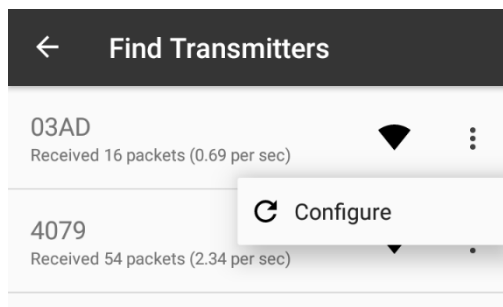 Find Transmitters
03AD
Received 16 packets (0.69 per sec)
Configure
4079
Received 54 packets (2.34 per sec)